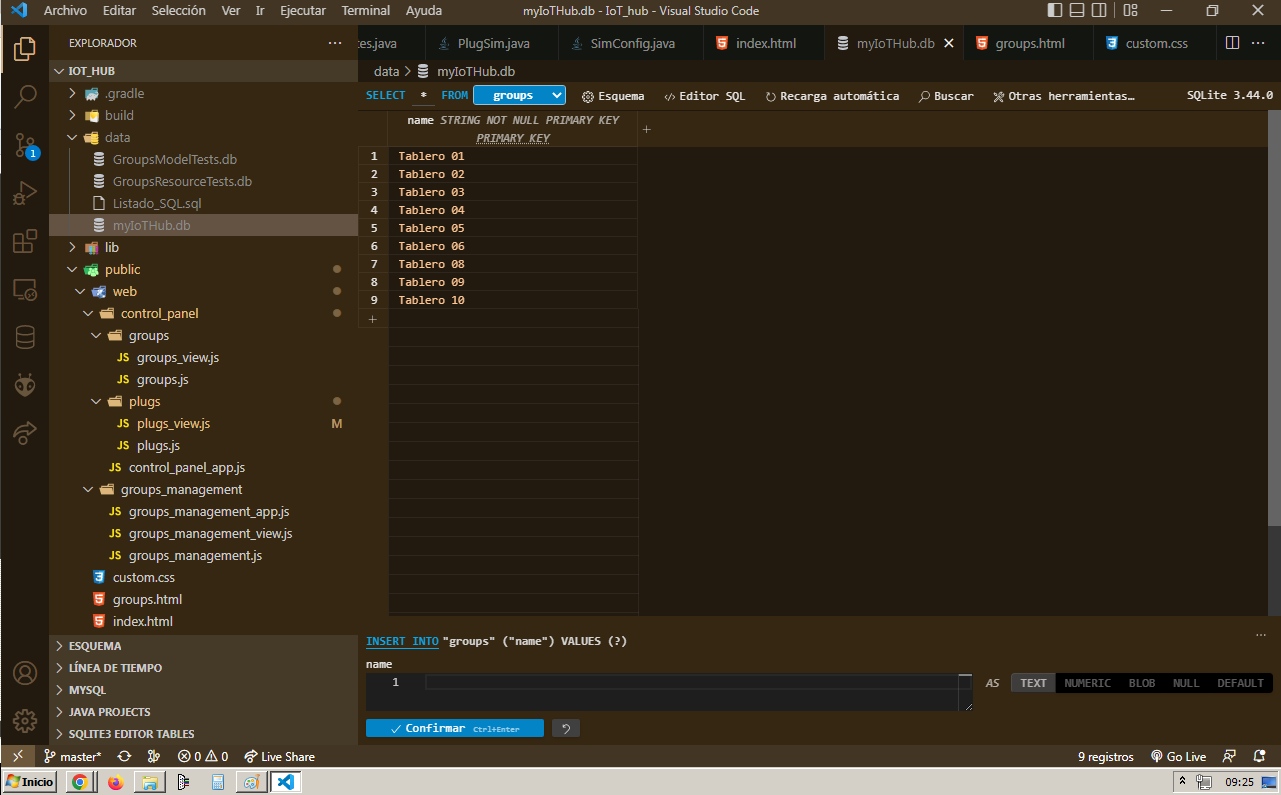 Archivo Editar Selección Ver Ir Ejecutar Terminal Ayuda myIoTHub.db - IoT_hub - Visual Studio Code
EXPLORADOR ···
IOT_HUB
.gradle
build
data
GroupsModelTests.db
GroupsResourceTests.db
Listado_SQL.sql
myIoTHub.db
lib
public
web
control_panel
groups
groups_view.js
groups.js
plugs
plugs_view.js M
plugs.js
control_panel_app.js
groups_management
groups_management_app.js
groups_management_view.js
groups_management.js
custom.css
groups.html
index.html
ESQUEMA
LÍNEA DE TIEMPO
MYSQL
JAVA PROJECTS
SQLITE3 EDITOR TABLES
1
tes.java PlugSim.java SimConfig.java index.html myIoTHub.db groups.html custom.css ···
data > myIoTHub.db
SELECT * FROM groups Esquema Editor SQL Recarga automática Buscar Otras herramientas… SQLite 3.44.0
name STRING NOT NULL PRIMARY KEY
PRIMARY KEY
+
1 Tablero 01
2 Tablero 02
3 Tablero 03
4 Tablero 04
5 Tablero 05
6 Tablero 06
7 Tablero 08
8 Tablero 09
9 Tablero 10
+
INSERT INTO "groups" ("name") VALUES (?) ···
name
1
AS TEXT NUMERIC BLOB NULL DEFAULT
Confirmar Ctrl+Enter
master* 0 0 Live Share 9 registros Go Live
Inicio 09:25